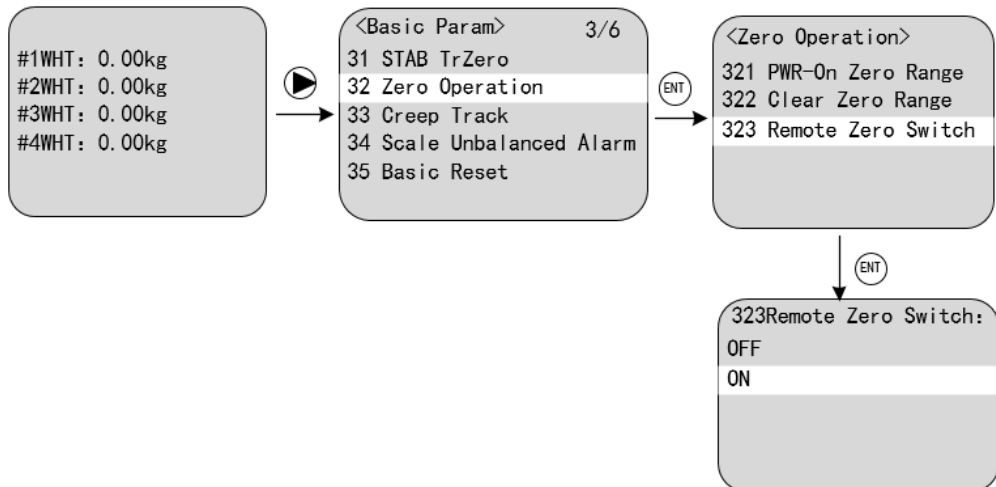 #1WHT: 0.00kg
#2WHT: 0.00kg
#3WHT: 0.00kg
#4WHT: 0.00kg
<Basic Param> 3/6
31 STAB TrZero
32 Zero Operation
33 Creep Track
34 Scale Unbalanced Alarm
35 Basic Reset
ENT
<Zero Operation>
321 PWR-On Zero Range
322 Clear Zero Range
323 Remote Zero Switch
ENT
323Remote Zero Switch:
OFF
ON